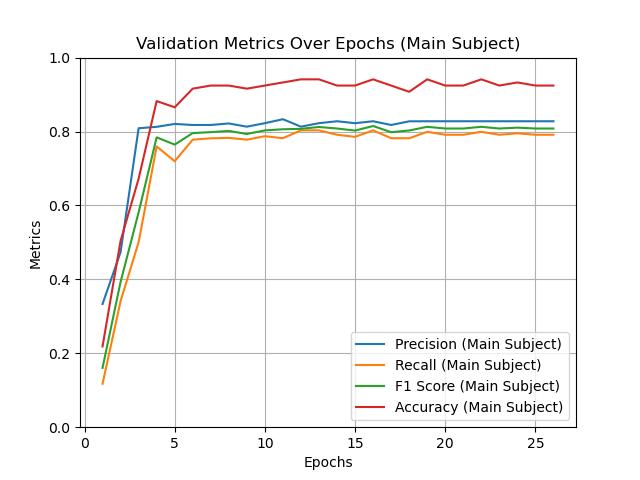 Validation Metrics Over Epochs (Main Subject)
1.0
0.8
0.6
0.4
0.2
0.0
Metrics
0 5 10 15 20 25
Epochs
Precision (Main Subject)
Recall (Main Subject)
F1 Score (Main Subject)
Accuracy (Main Subject)